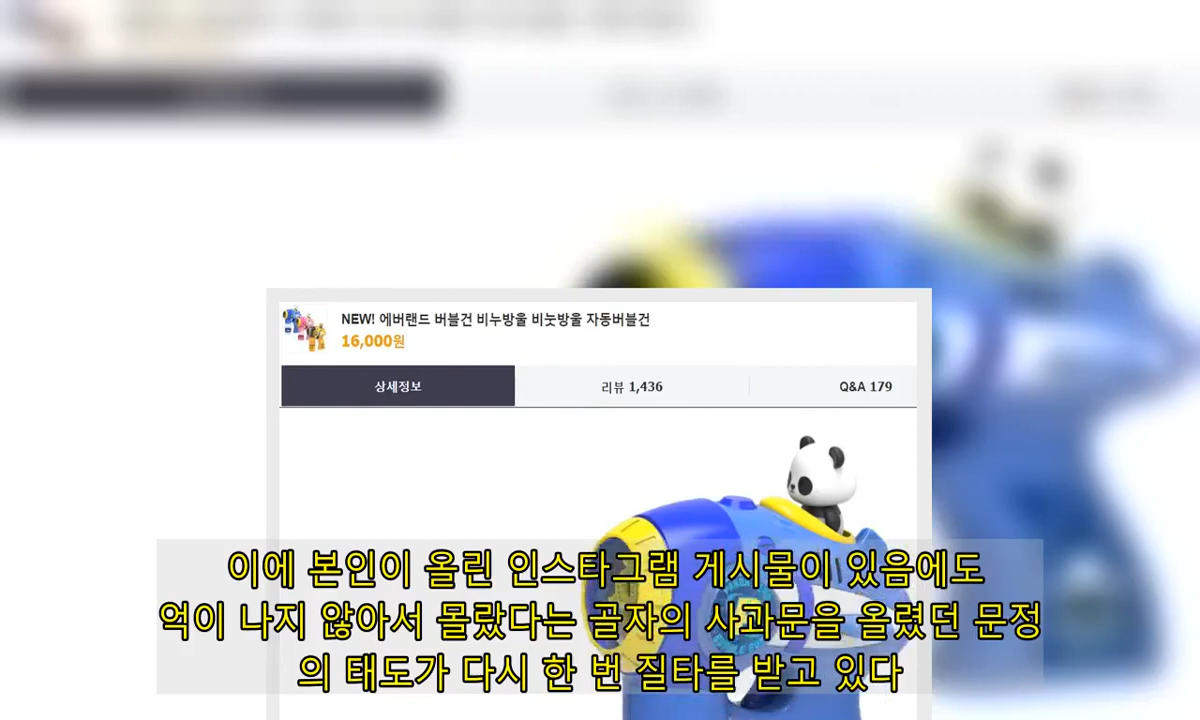 NEW! 에버랜드 버블건 비누방울 비눗방울 자동버블건
16,000원
상세정보
리뷰 1,436
Q&A 179
이에 본인이 올린 인스타그램 게시물이 있음에도
억이 나지 않아서 몰랐다는 골자의 사과문을 올렸던 문정
의 태도가 다시 한 번 질타를 받고 있다